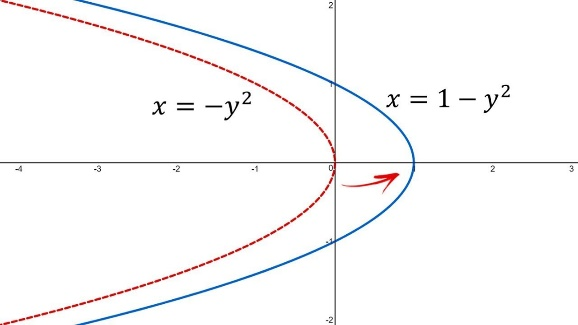 2
1
x = −y²
x = 1 − y²
-4 -3 -2 -1 0 1 2 3
-1
-2